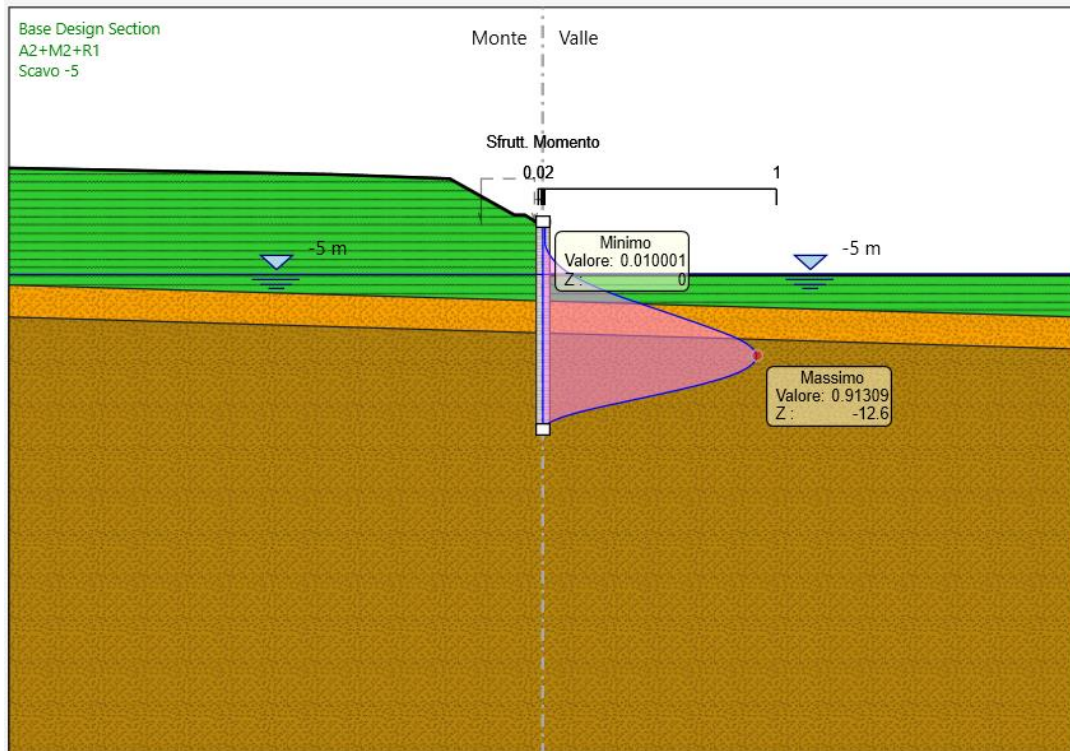 Base Design Section
A2+M2+R1
Scavo -5
Monte
Valle
Sfrutt. Momento
0.02
1
Minimo
Valore: 0.010001
Z : 0
-5 m
-5 m
Massimo
Valore: 0.91309
Z : -12.6